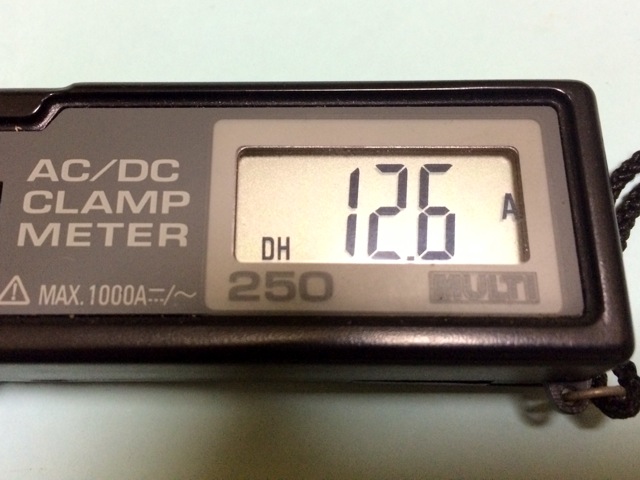 AC/DC
CLAMP
METER
MAX. 1000A⎓/～
DH 12.6 A
250 MULTI